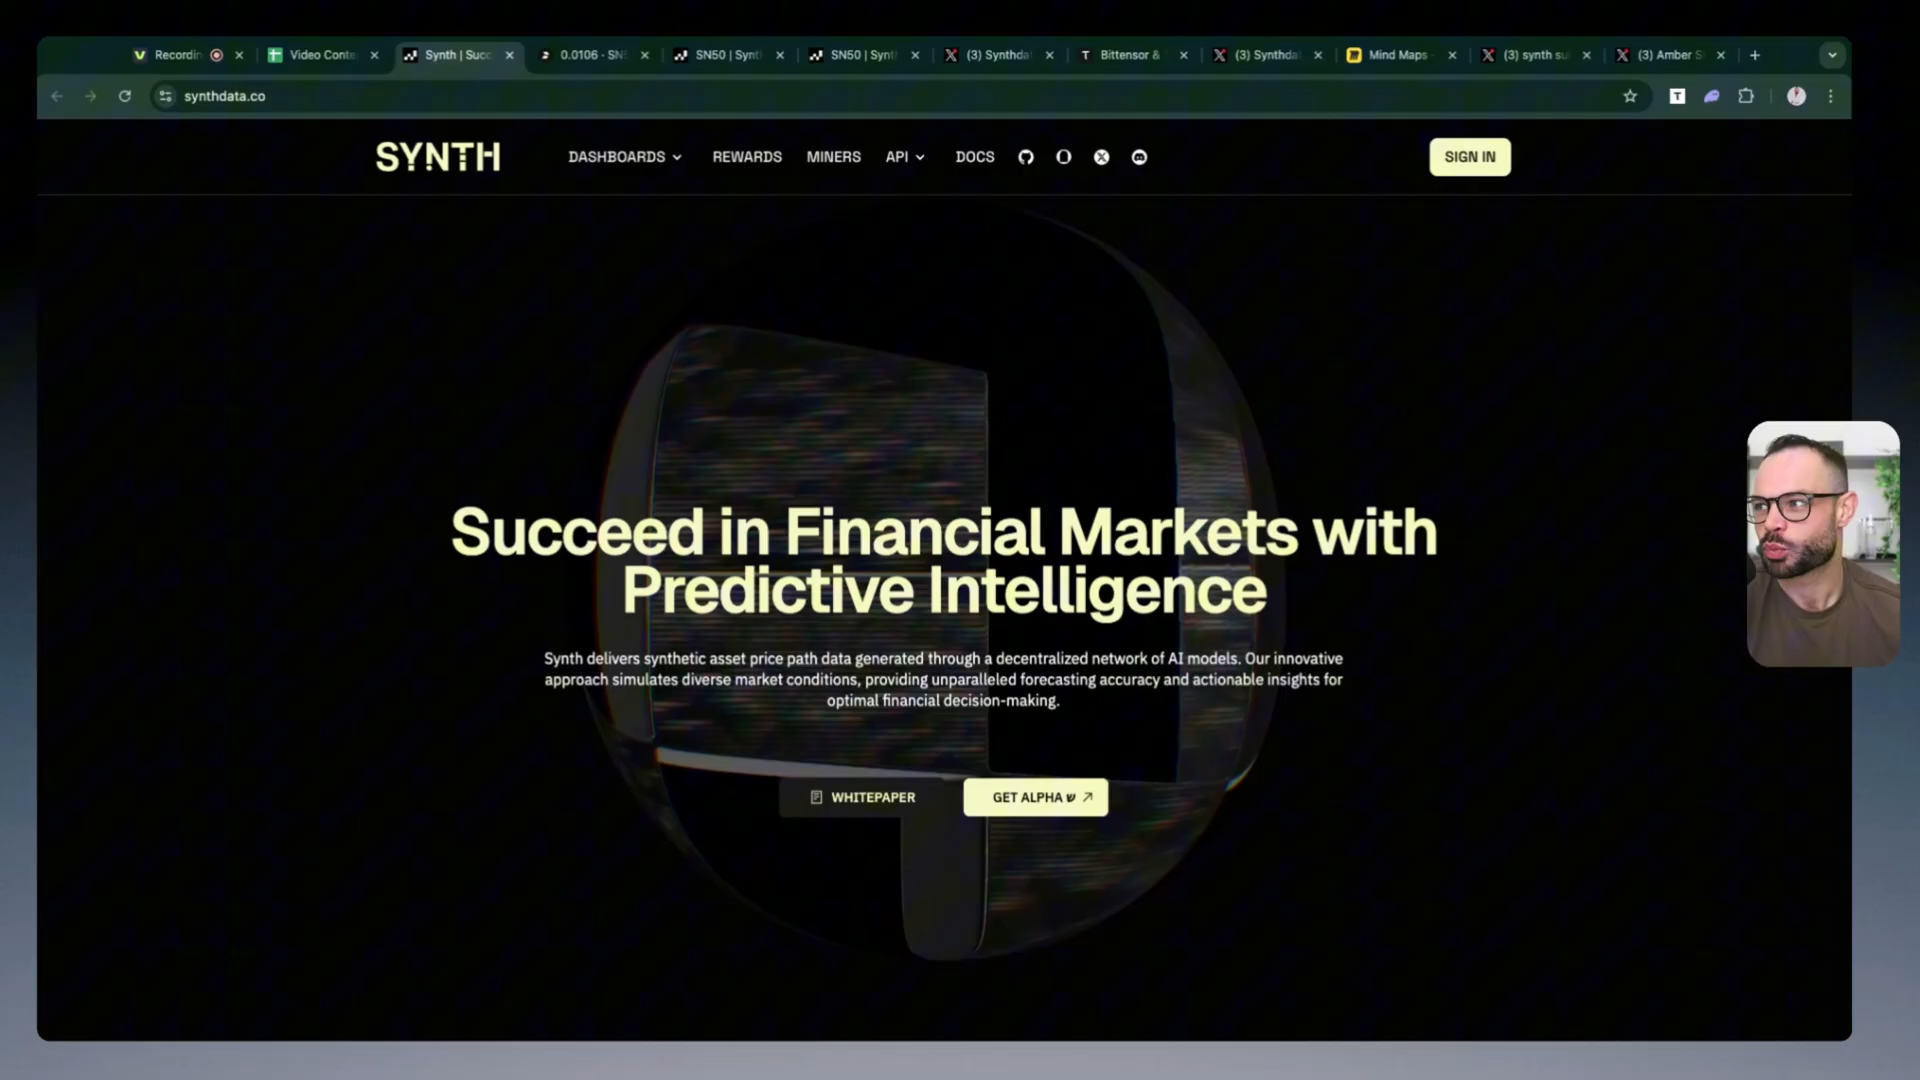 Recordin
Video Conte
Synth | Succ
0.0106 · SN5
SN50 | Synt
SN50 | Synt
(3) Synthda
Bittensor &
(3) Synthda
Mind Maps -
(3) synth su
(3) Amber S
synthdata.co
T
SYNTH
DASHBOARDS
REWARDS
MINERS
API
DOCS
SIGN IN
Succeed in Financial Markets with
Predictive Intelligence
Synth delivers synthetic asset price path data generated through a decentralized network of AI models. Our innovative
approach simulates diverse market conditions, providing unparalleled forecasting accuracy and actionable insights for
optimal financial decision-making.
WHITEPAPER
GET ALPHA ש